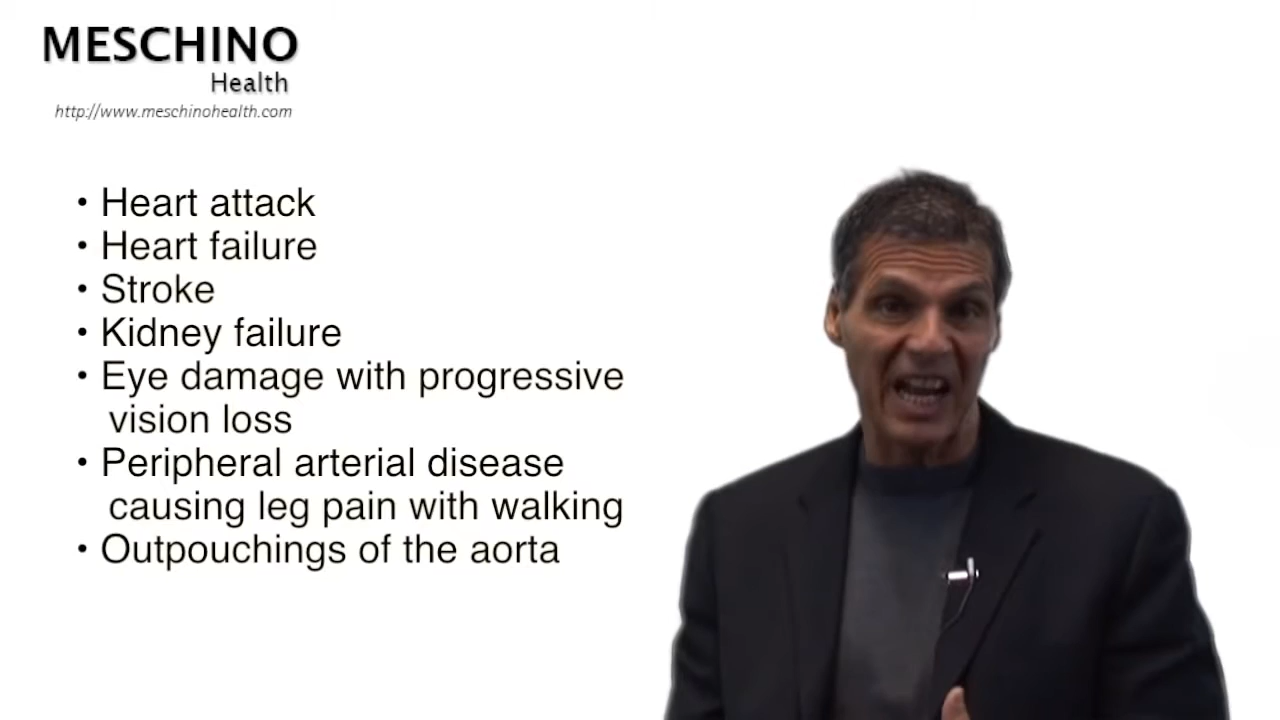 MESCHINO
Health
http://www.meschinohealth.com
• Heart attack
• Heart failure
• Stroke
• Kidney failure
• Eye damage with progressive
vision loss
• Peripheral arterial disease
causing leg pain with walking
• Outpouchings of the aorta